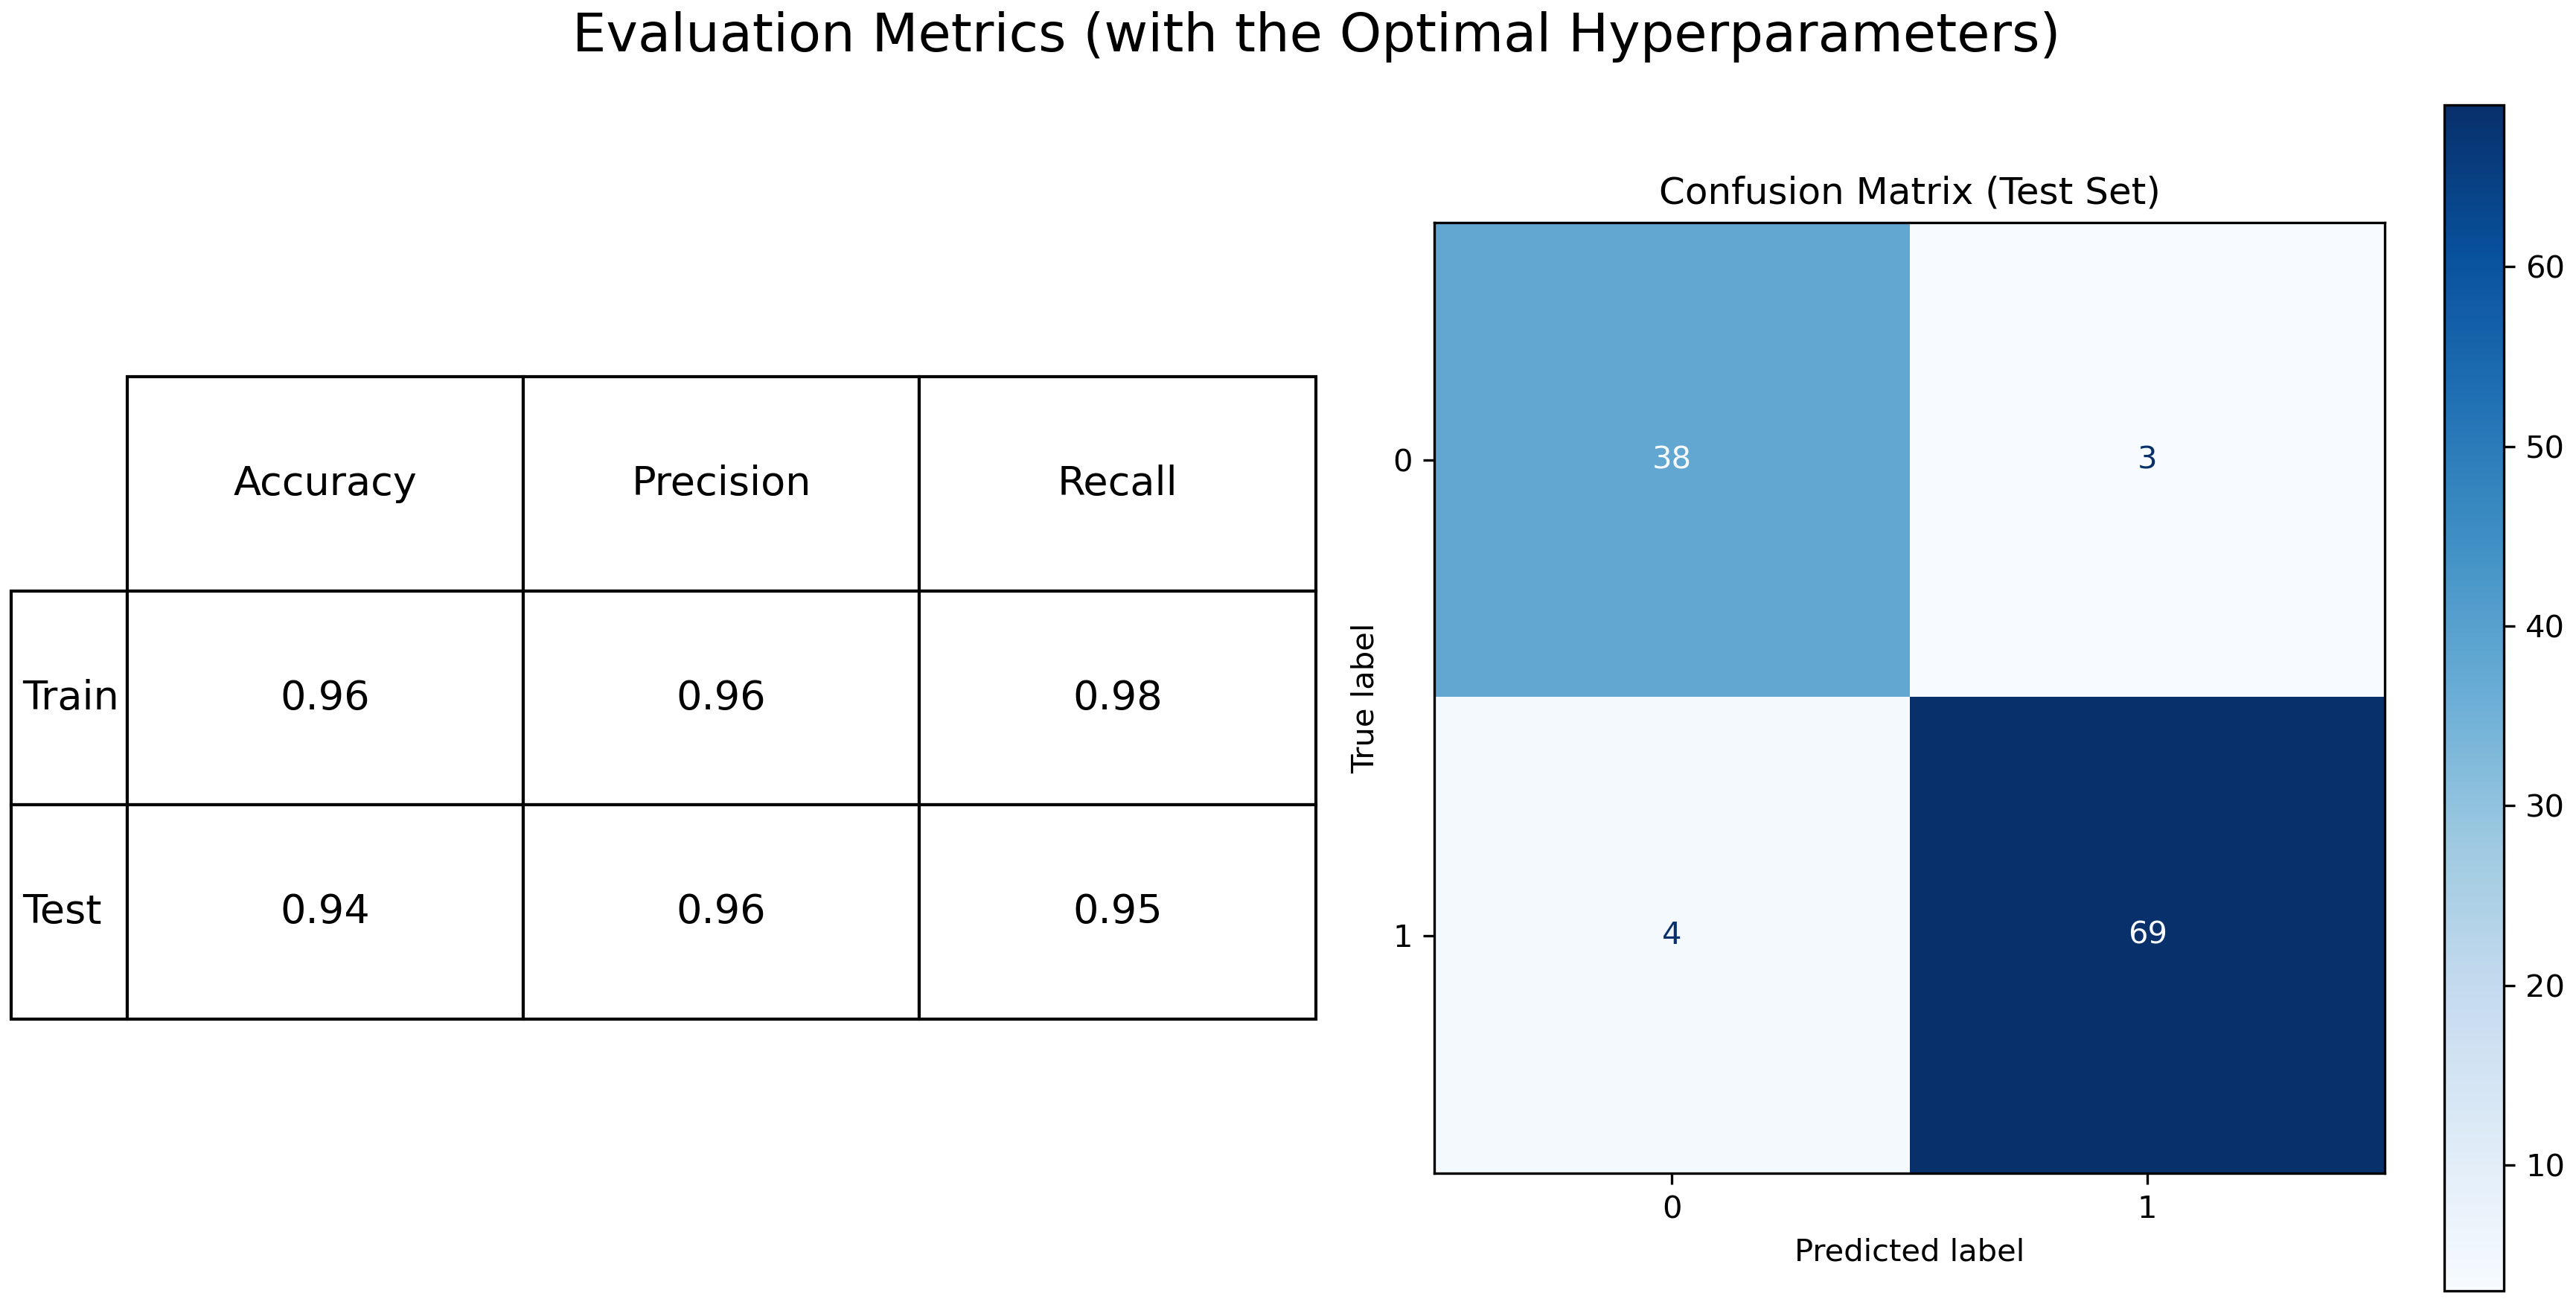 Evaluation Metrics (with the Optimal Hyperparameters)
Accuracy Precision Recall
Train 0.96 0.96 0.98
Test 0.94 0.96 0.95
Confusion Matrix (Test Set)
True label
0
1
38 3
4 69
0 1
Predicted label
60
50
40
30
20
10